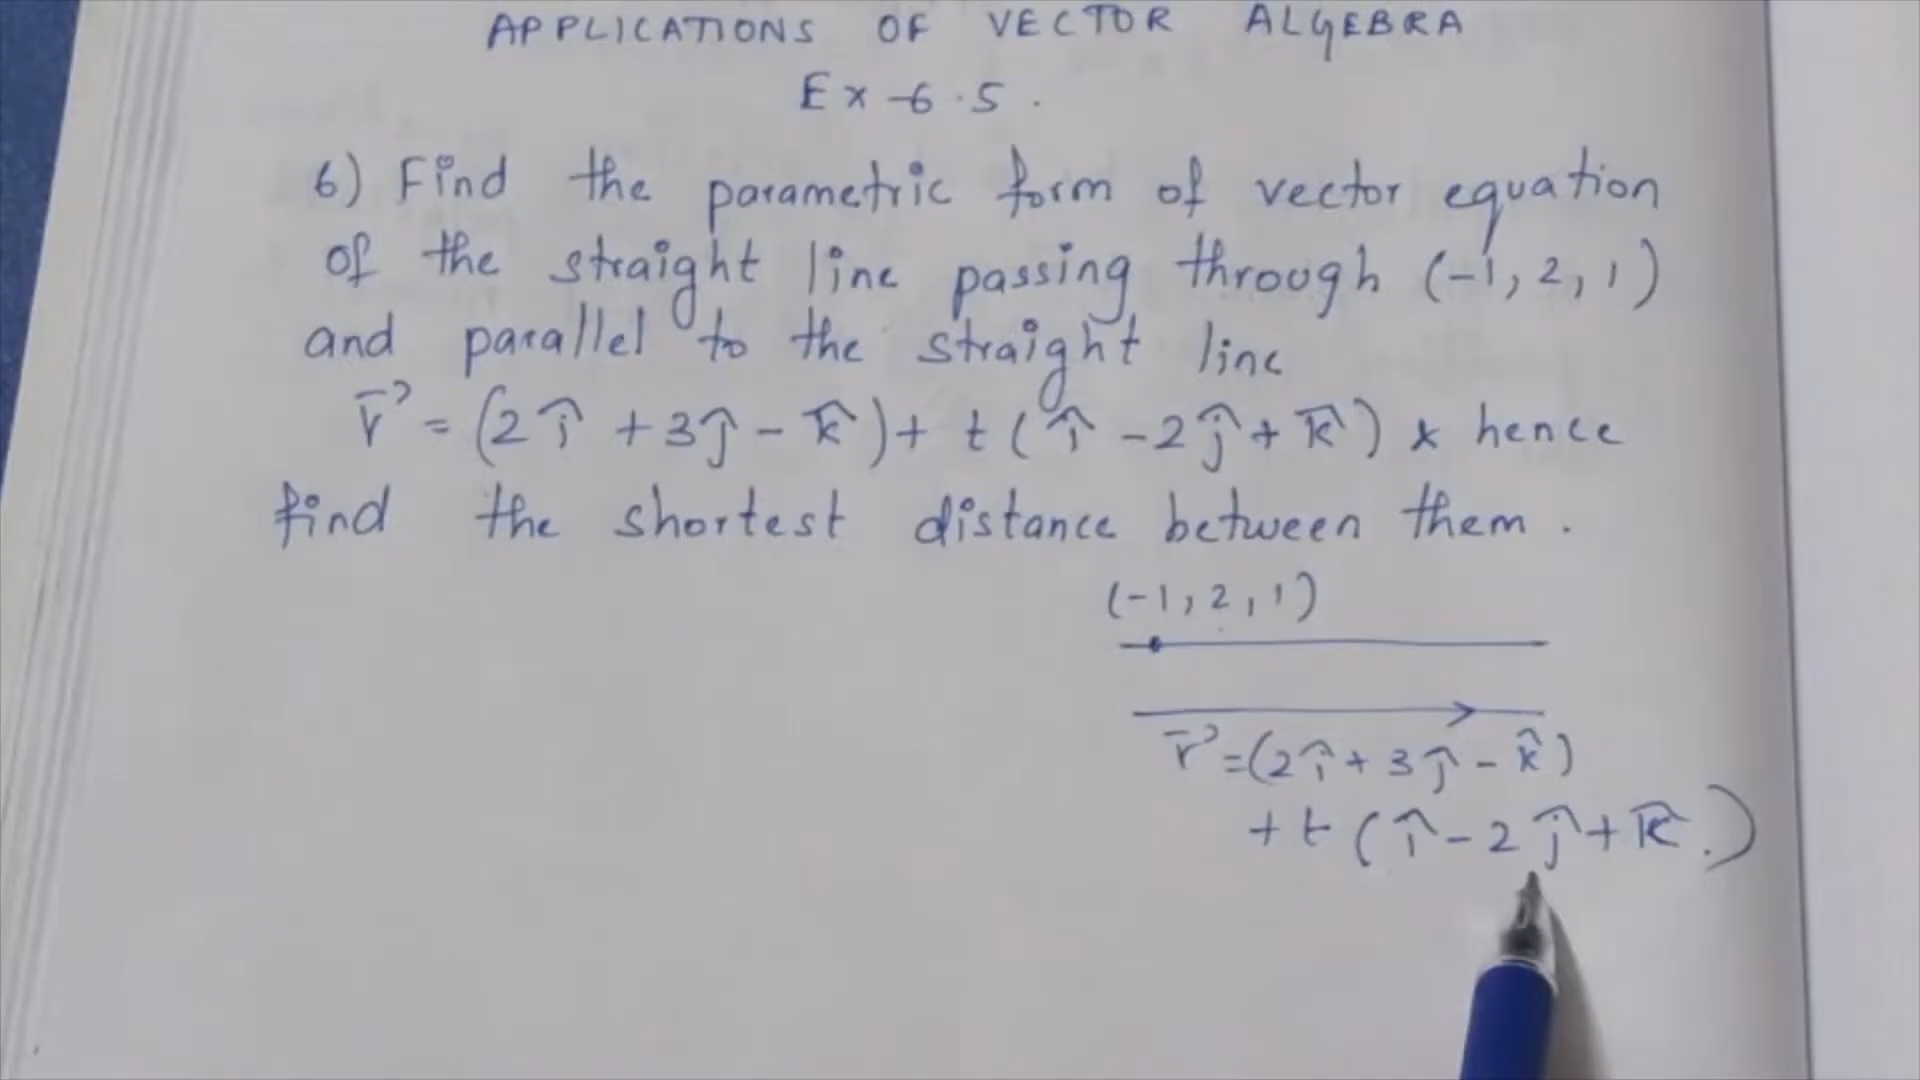 APPLICATIONS OF VECTOR ALGEBRA
Ex-6.5.
6) Find the parametric form of vector equation
of the straight line passing through (-1, 2, 1)
and parallel to the straight line
r⃗ = (2î + 3ĵ - k̂) + t(î - 2ĵ + k̂) & hence
find the shortest distance between them.
(-1, 2, 1)
r⃗ = (2î + 3ĵ - k̂)
+ t(î - 2ĵ + k̂.)